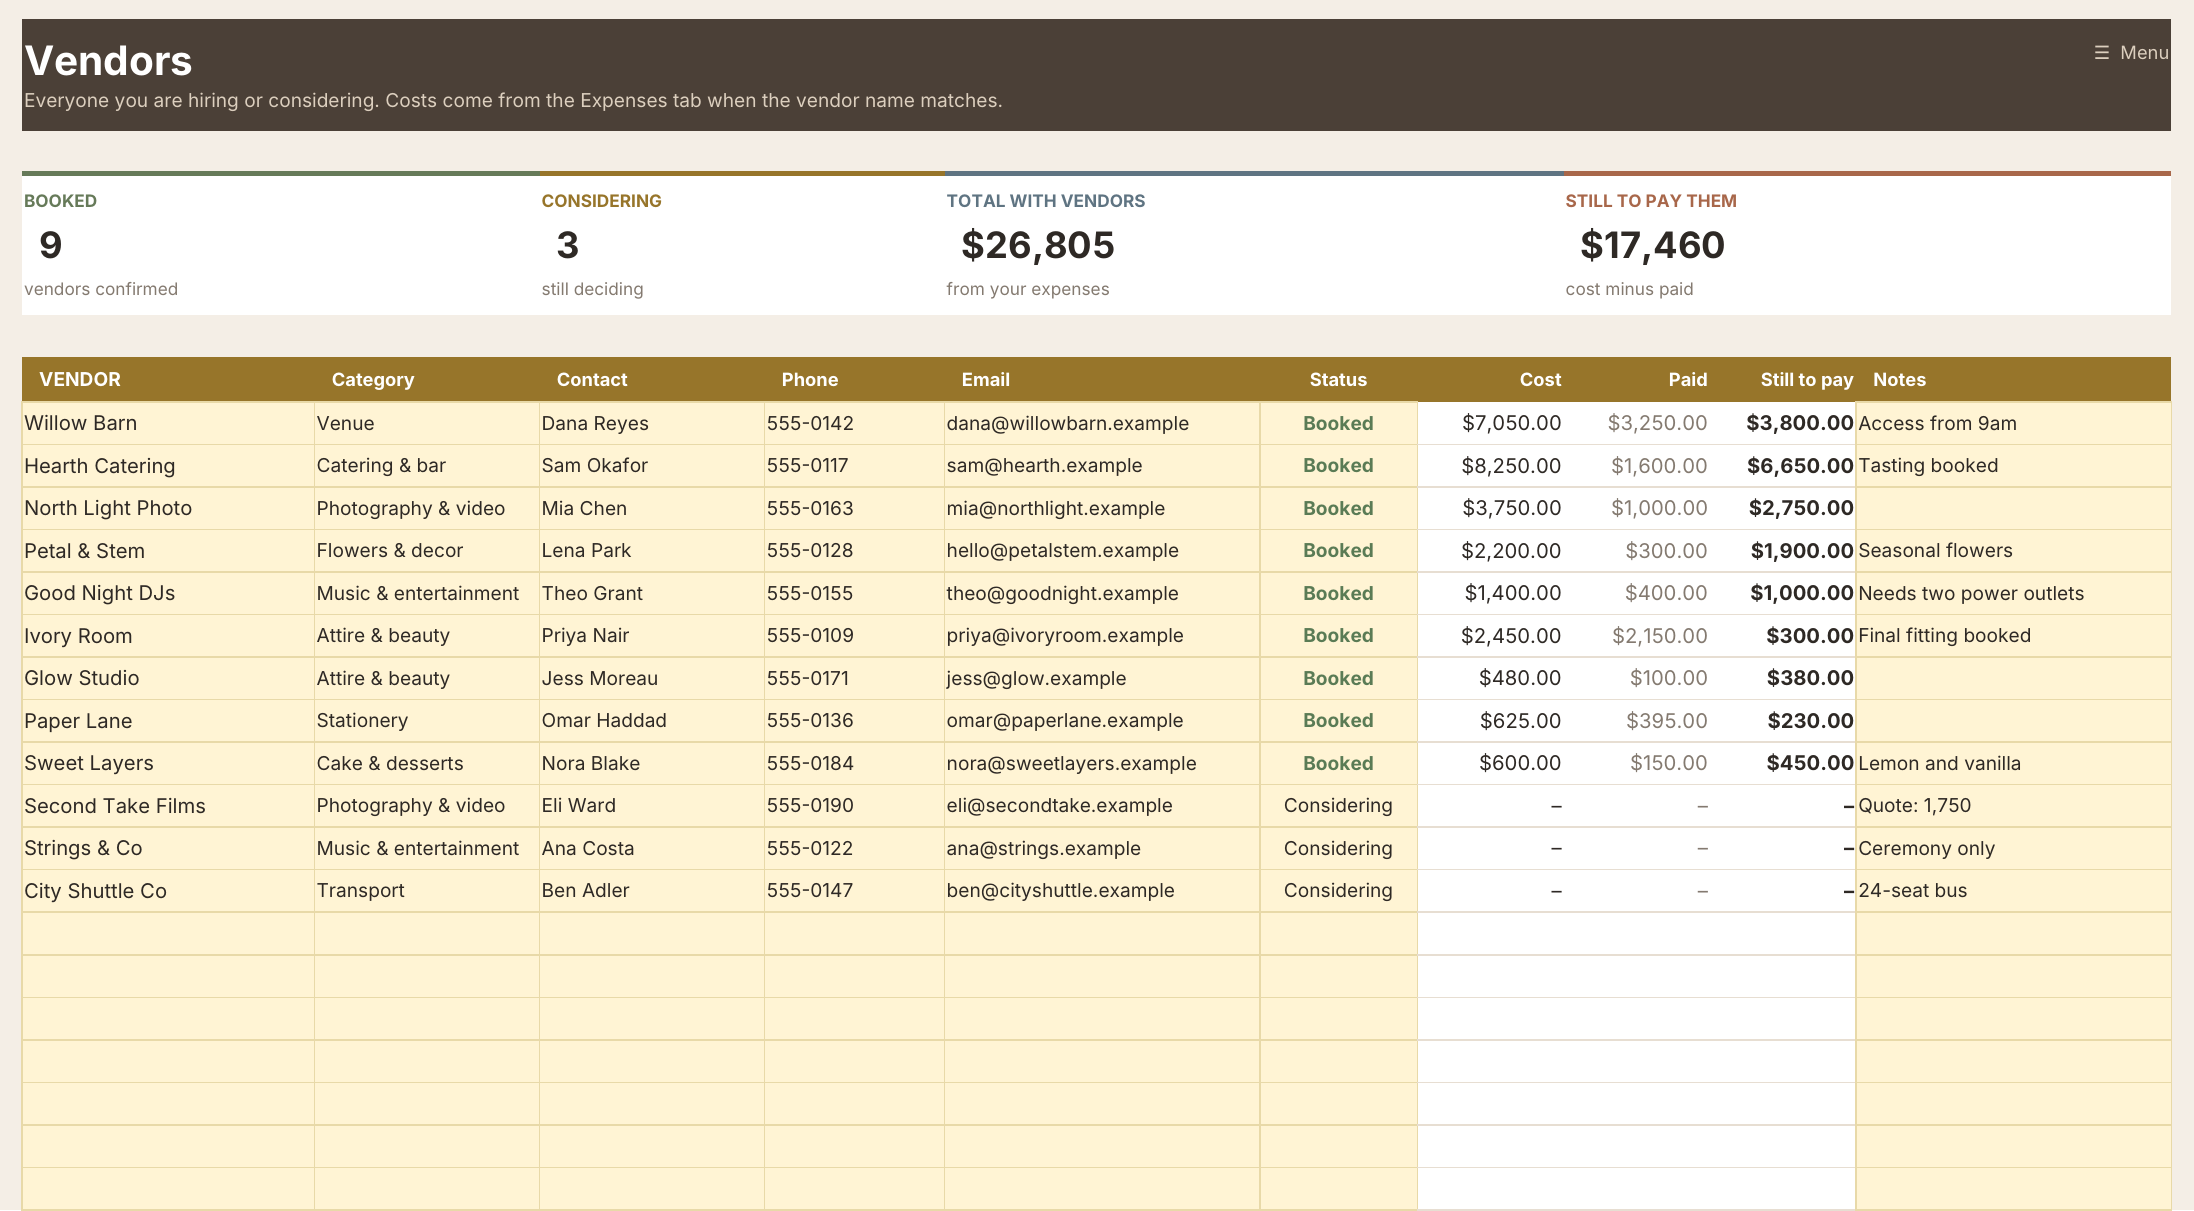 Vendors
☰ Menu
Everyone you are hiring or considering. Costs come from the Expenses tab when the vendor name matches.
BOOKED CONSIDERING TOTAL WITH VENDORS STILL TO PAY THEM
9 3 $26,805 $17,460
vendors confirmed still deciding from your expenses cost minus paid
VENDOR Category Contact Phone Email Status Cost Paid Still to pay Notes
Willow Barn Venue Dana Reyes 555-0142 dana@willowbarn.example Booked $7,050.00 $3,250.00 $3,800.00 Access from 9am
Hearth Catering Catering & bar Sam Okafor 555-0117 sam@hearth.example Booked $8,250.00 $1,600.00 $6,650.00 Tasting booked
North Light Photo Photography & video Mia Chen 555-0163 mia@northlight.example Booked $3,750.00 $1,000.00 $2,750.00
Petal & Stem Flowers & decor Lena Park 555-0128 hello@petalstem.example Booked $2,200.00 $300.00 $1,900.00 Seasonal flowers
Good Night DJs Music & entertainment Theo Grant 555-0155 theo@goodnight.example Booked $1,400.00 $400.00 $1,000.00 Needs two power outlets
Ivory Room Attire & beauty Priya Nair 555-0109 priya@ivoryroom.example Booked $2,450.00 $2,150.00 $300.00 Final fitting booked
Glow Studio Attire & beauty Jess Moreau 555-0171 jess@glow.example Booked $480.00 $100.00 $380.00
Paper Lane Stationery Omar Haddad 555-0136 omar@paperlane.example Booked $625.00 $395.00 $230.00
Sweet Layers Cake & desserts Nora Blake 555-0184 nora@sweetlayers.example Booked $600.00 $150.00 $450.00 Lemon and vanilla
Second Take Films Photography & video Eli Ward 555-0190 eli@secondtake.example Considering – – – Quote: 1,750
Strings & Co Music & entertainment Ana Costa 555-0122 ana@strings.example Considering – – – Ceremony only
City Shuttle Co Transport Ben Adler 555-0147 ben@cityshuttle.example Considering – – – 24-seat bus